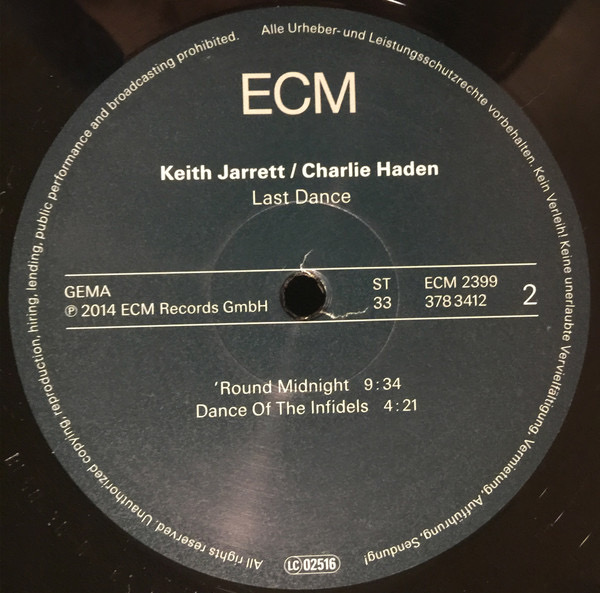 ECM
Keith Jarrett / Charlie Haden
Last Dance
GEMA
℗ 2014 ECM Records GmbH
ST
33
ECM 2399
378 3412
2
'Round Midnight 9:34
Dance Of The Infidels 4:21
Alle Urheber- und Leistungsschutzrechte vorbehalten. Kein Verleih! Keine unerlaubte Vervielfältigung, Vermietung, Aufführung, Sendung!
LC 02516
All rights reserved. Unauthorized copying, reproduction, hiring, lending, public performance and broadcasting prohibited.